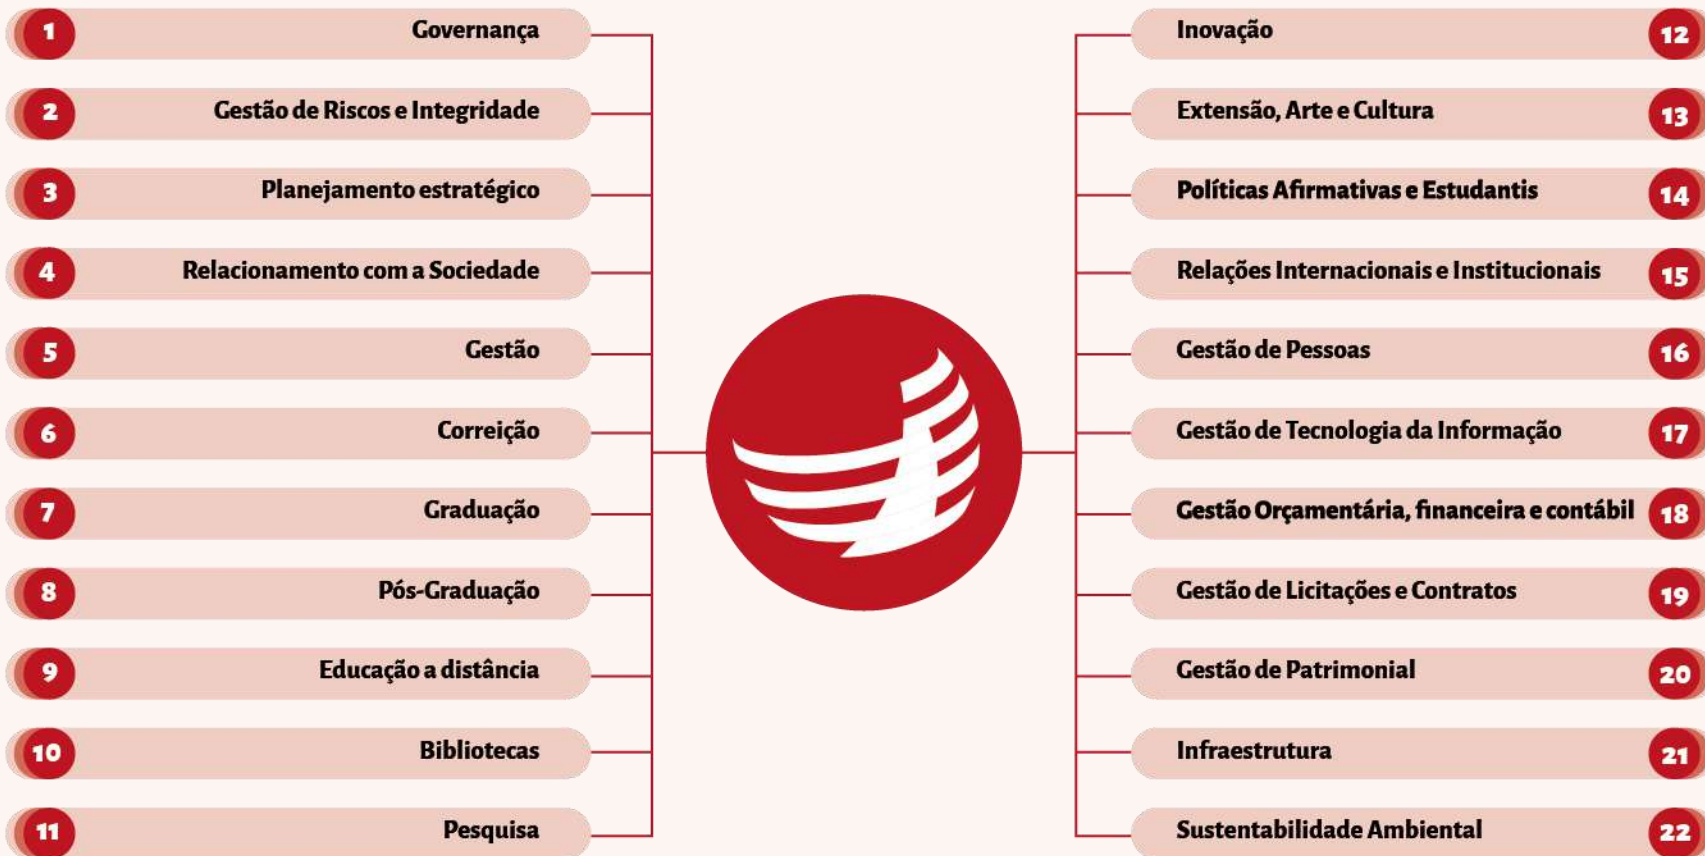 1 Governança
2 Gestão de Riscos e Integridade
3 Planejamento estratégico
4 Relacionamento com a Sociedade
5 Gestão
6 Correição
7 Graduação
8 Pós-Graduação
9 Educação a distância
10 Bibliotecas
11 Pesquisa
Inovação 12
Extensão, Arte e Cultura 13
Políticas Afirmativas e Estudantis 14
Relações Internacionais e Institucionais 15
Gestão de Pessoas 16
Gestão de Tecnologia da Informação 17
Gestão Orçamentária, financeira e contábil 18
Gestão de Licitações e Contratos 19
Gestão de Patrimonial 20
Infraestrutura 21
Sustentabilidade Ambiental 22